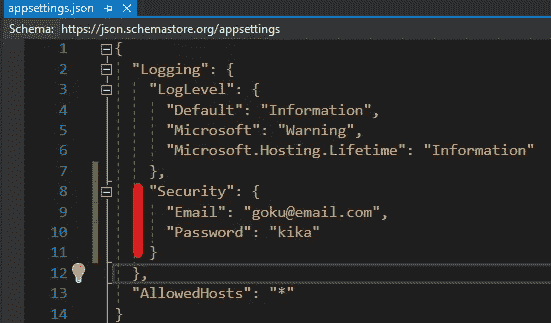 appsettings.json
Schema: https://json.schemastore.org/appsettings
1 {
2 "Logging": {
3 "LogLevel": {
4 "Default": "Information",
5 "Microsoft": "Warning",
6 "Microsoft.Hosting.Lifetime": "Information"
7 },
8 "Security": {
9 "Email": "goku@email.com",
10 "Password": "kika"
11 }
12 },
13 "AllowedHosts": "*"
14 }